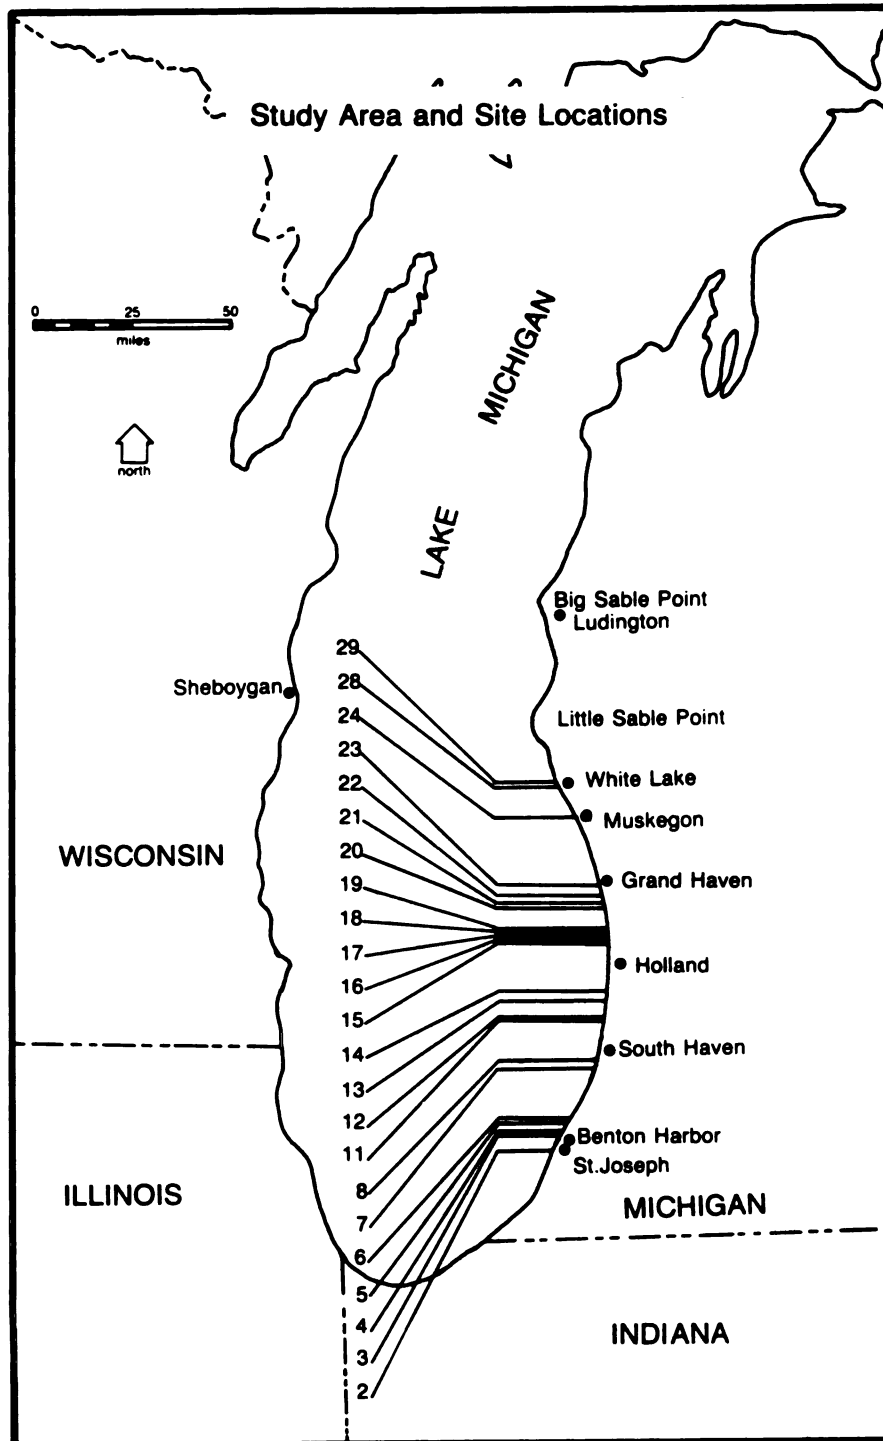 Study Area and Site Locations
0 25 50
miles
north
LAKE MICHIGAN
Big Sable Point
Ludington
Sheboygan
Little Sable Point
White Lake
Muskegon
WISCONSIN
Grand Haven
Holland
South Haven
Benton Harbor
St.Joseph
ILLINOIS
MICHIGAN
INDIANA
29
28
24
23
22
21
20
19
18
17
16
15
14
13
12
11
8
7
6
5
4
3
2